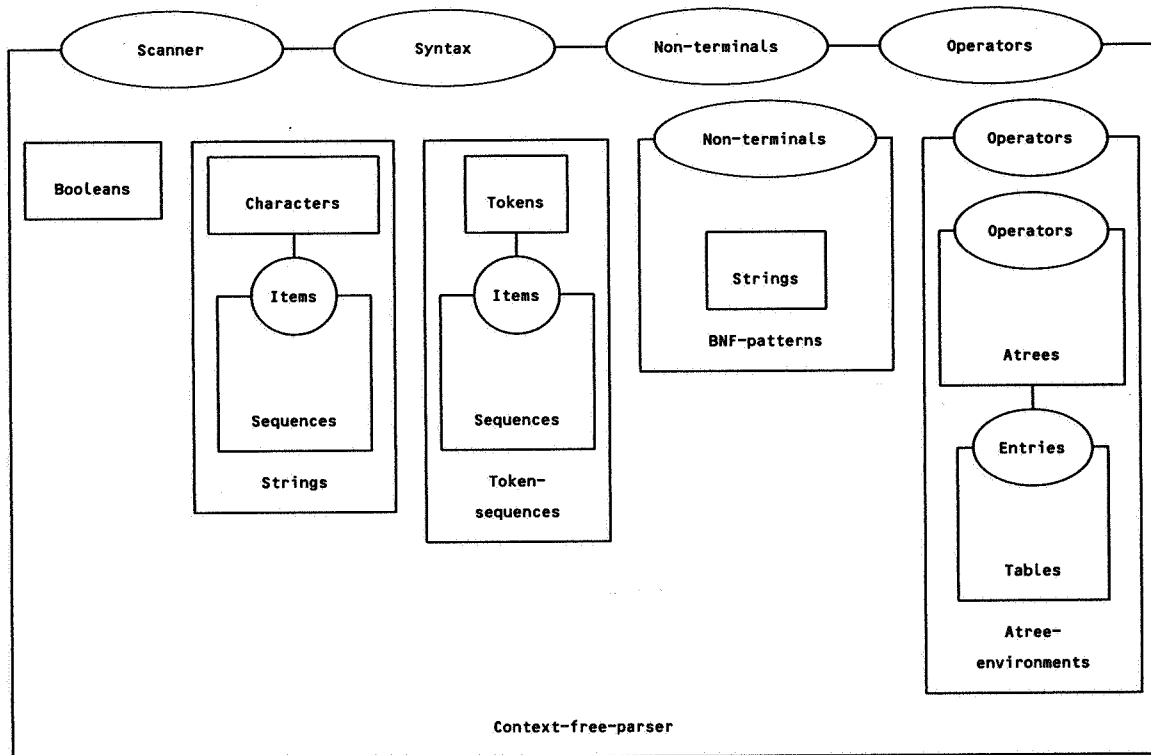 Scanner
Syntax
Non-terminals
Operators
Booleans
Characters
Items
Sequences
Strings
Tokens
Items
Sequences
Token-
sequences
Non-terminals
Strings
BNF-patterns
Operators
Operators
Atrees
Entries
Tables
Atree-
environments
Context-free-parser